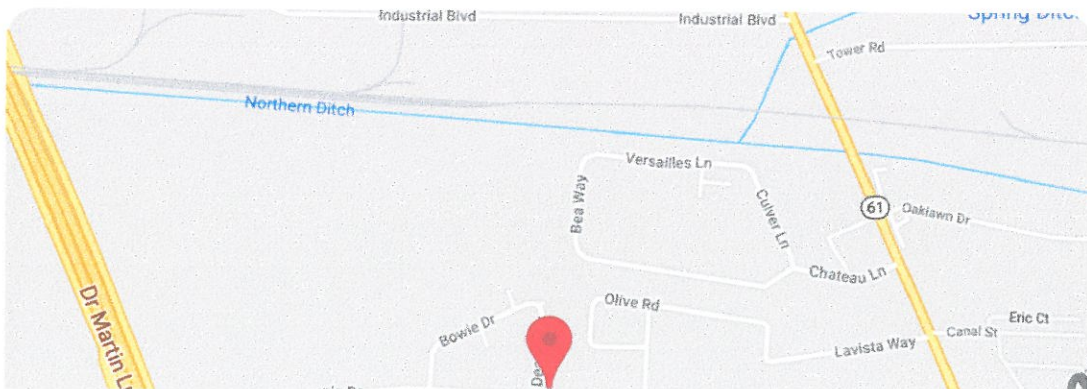 Industrial Blvd
Industrial Blvd
Tower Rd
Northern Ditch
Versailles Ln
Bea Way
Culver Ln
61
Oaklawn Dr
Chateau Ln
Dr Martin
Olive Rd
Bowie Dr
Eric Ct
Canal St
Lavista Way